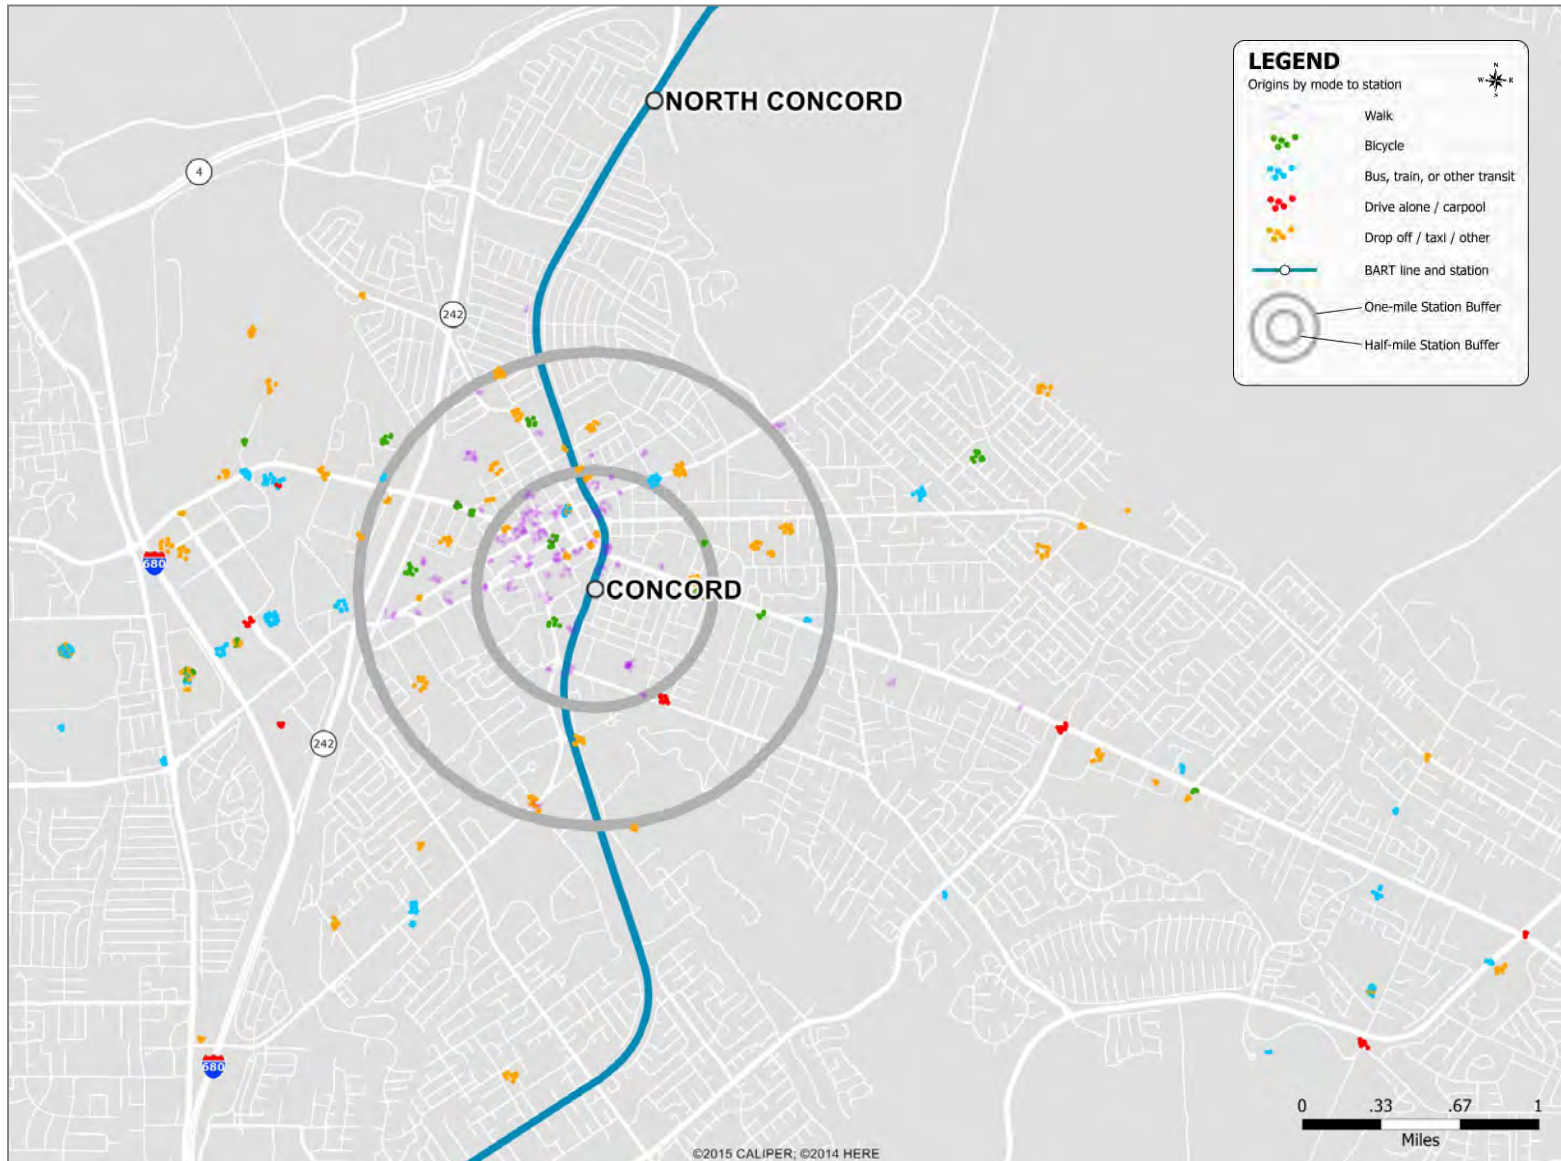 LEGEND
Origins by mode to station
N
W
E
S
Walk
Bicycle
Bus, train, or other transit
Drive alone / carpool
Drop off / taxi / other
BART line and station
One-mile Station Buffer
Half-mile Station Buffer
NORTH CONCORD
4
242
680
CONCORD
242
680
0 .33 .67 1
Miles
©2015 CALIPER; ©2014 HERE